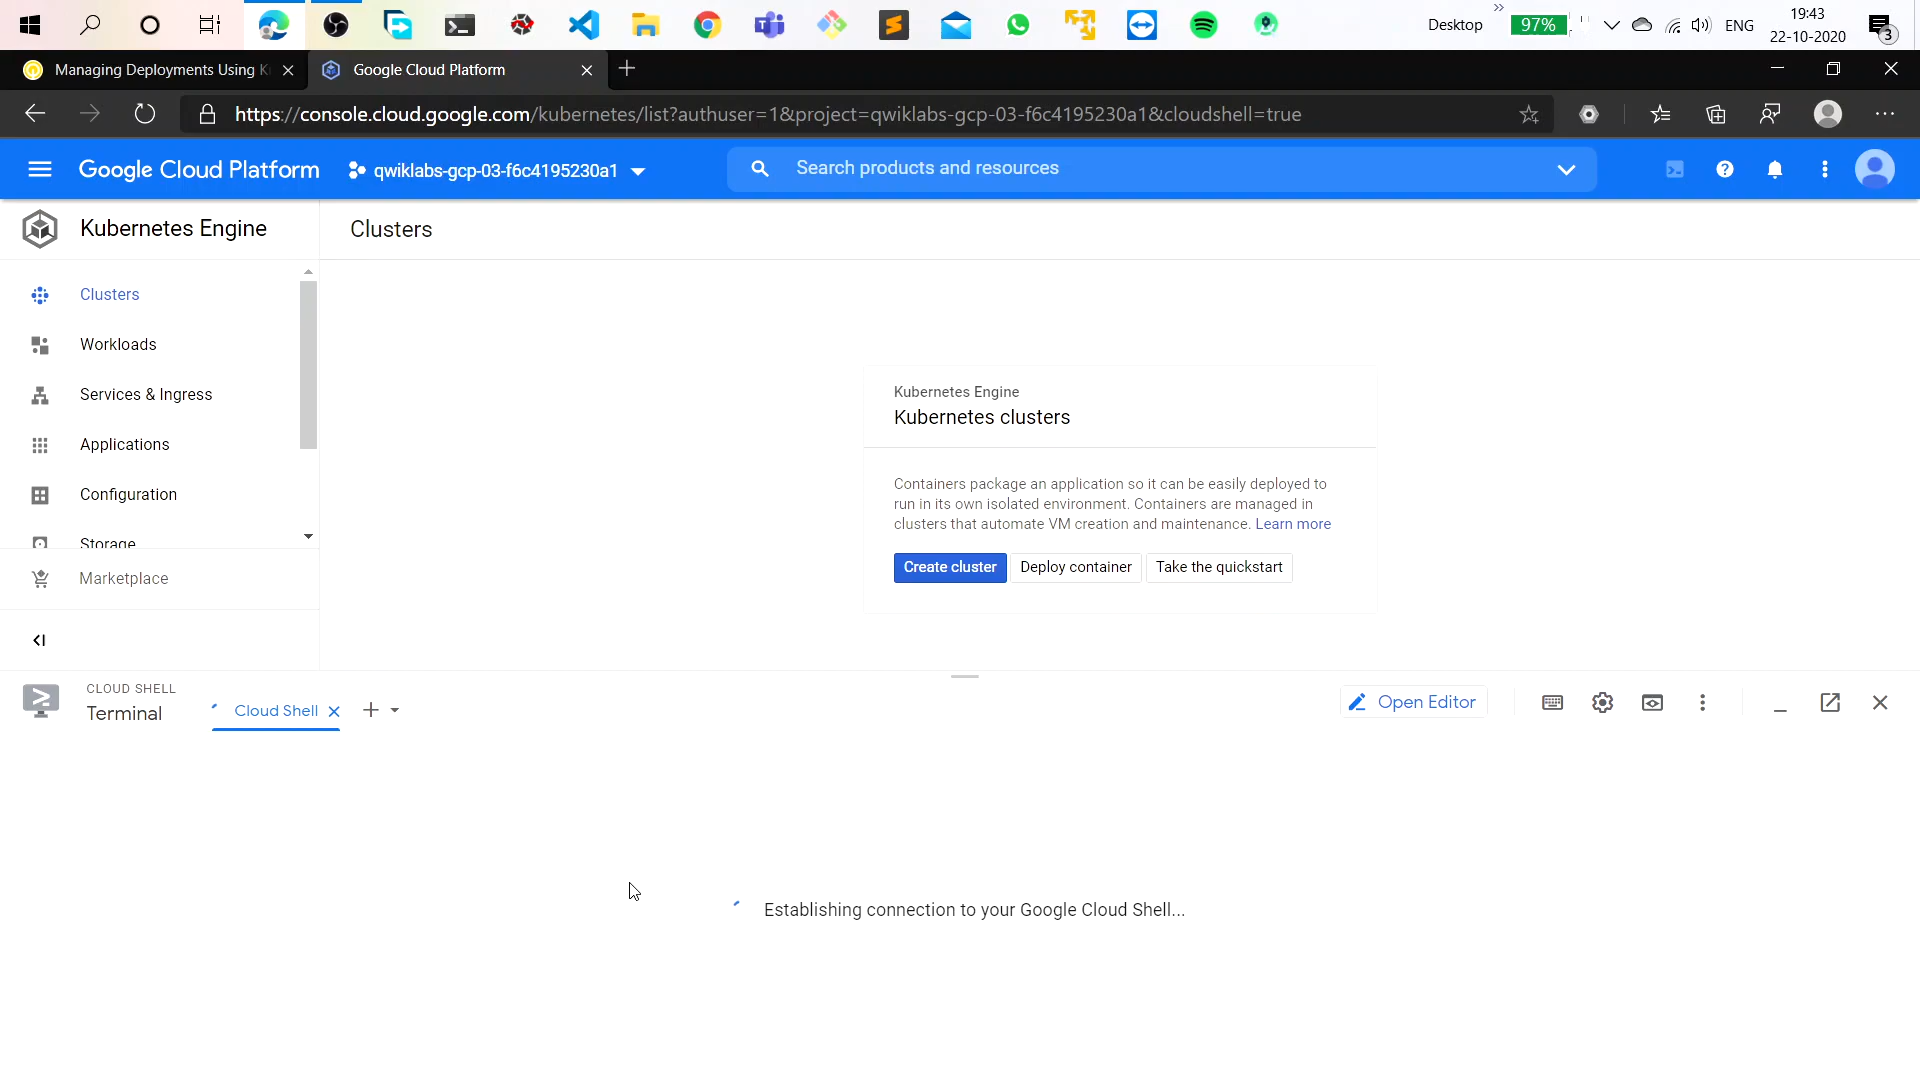 Desktop
97%
ENG
19:43
22-10-2020
3
Managing Deployments Using K
Google Cloud Platform
https://console.cloud.google.com/kubernetes/list?authuser=1&project=qwiklabs-gcp-03-f6c4195230a1&cloudshell=true
Google Cloud Platform
qwiklabs-gcp-03-f6c4195230a1
Search products and resources
Kubernetes Engine
Clusters
Clusters
Workloads
Services & Ingress
Applications
Configuration
Storage
Marketplace
Kubernetes Engine
Kubernetes clusters
Containers package an application so it can be easily deployed to
run in its own isolated environment. Containers are managed in
clusters that automate VM creation and maintenance. Learn more
Create cluster
Deploy container
Take the quickstart
CLOUD SHELL
Terminal
Cloud Shell
Open Editor
Establishing connection to your Google Cloud Shell...